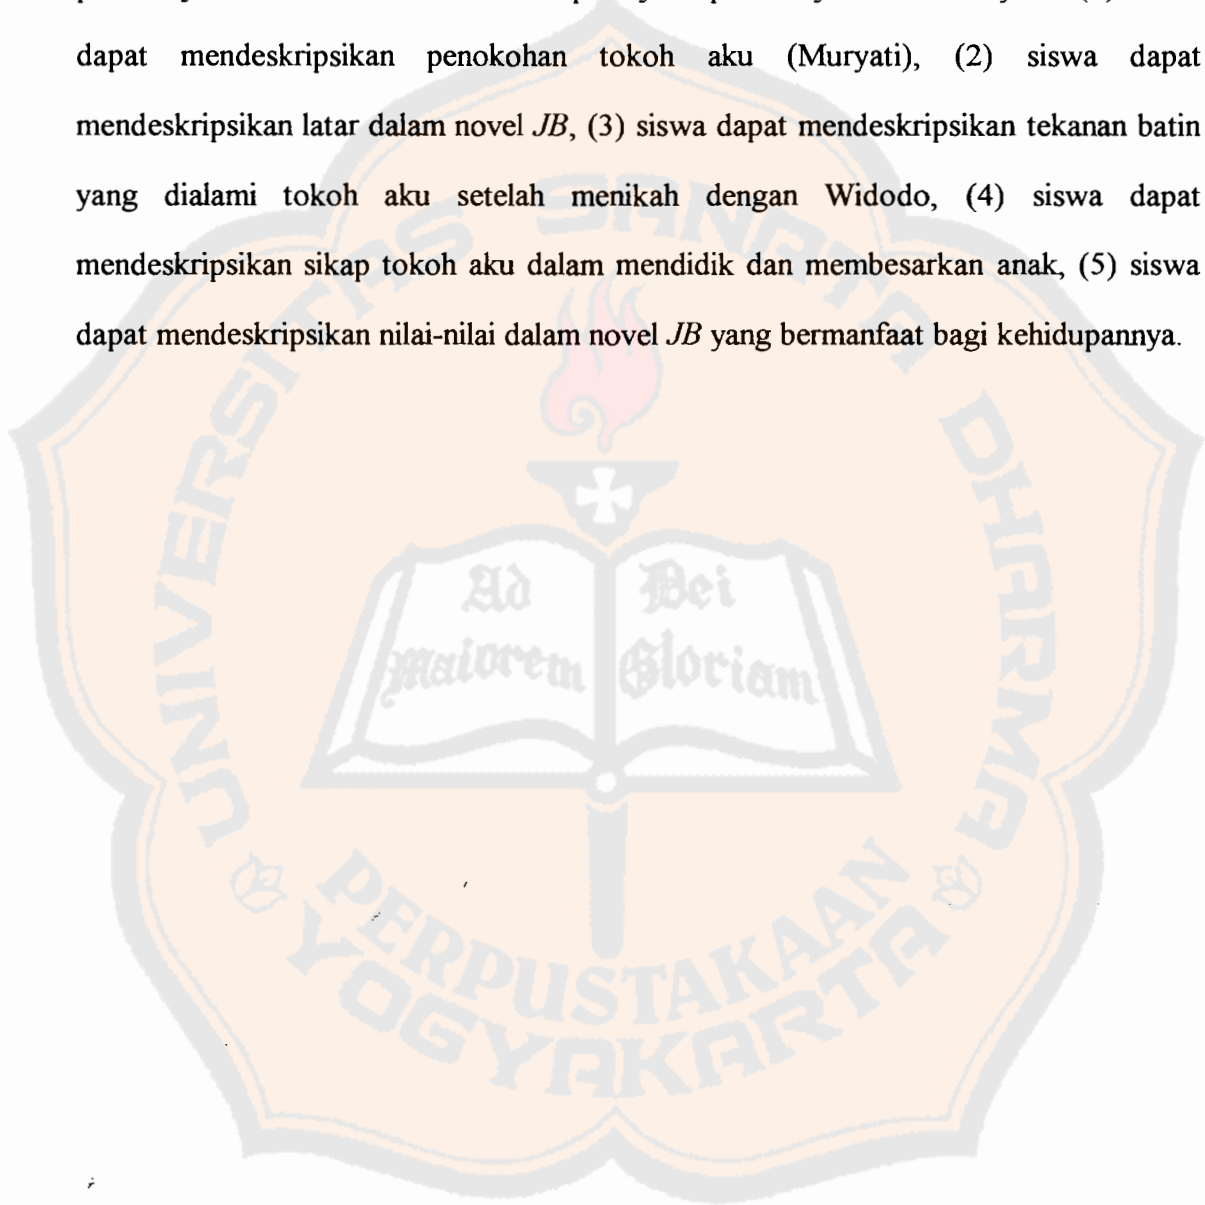 dapat mendeskripsikan penokohan tokoh aku (Muryati), (2) siswa dapat
mendeskripsikan latar dalam novel JB, (3) siswa dapat mendeskripsikan tekanan batin
yang dialami tokoh aku setelah menikah dengan Widodo, (4) siswa dapat
mendeskripsikan sikap tokoh aku dalam mendidik dan membesarkan anak, (5) siswa
dapat mendeskripsikan nilai-nilai dalam novel JB yang bermanfaat bagi kehidupannya.
UNIVERSITAS SANATA DHARMA
Ad Dei
maiorem Gloriam
PERPUSTAKAAN
YOGYAKARTA